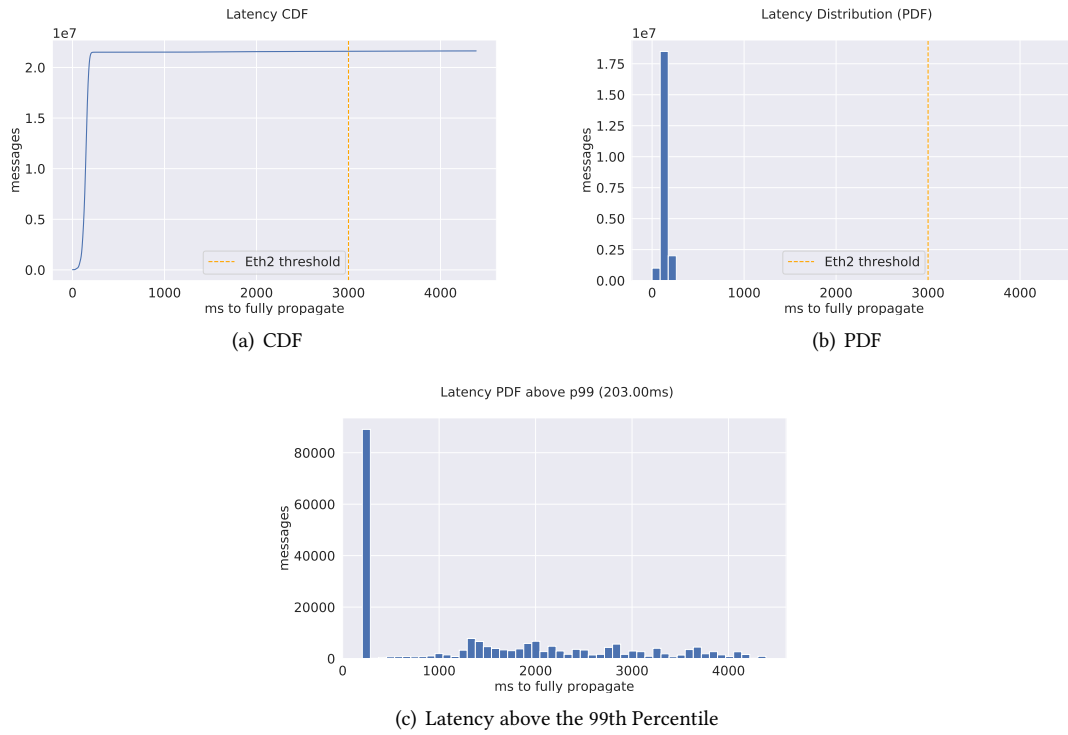 Latency CDF
1e7
2.0
1.5
1.0
0.5
0.0
messages
Eth2 threshold
0 1000 2000 3000 4000
ms to fully propagate
(a) CDF
Latency Distribution (PDF)
1e7
1.75
1.50
1.25
1.00
0.75
0.50
0.25
0.00
messages
Eth2 threshold
0 1000 2000 3000 4000
ms to fully propagate
(b) PDF
Latency PDF above p99 (203.00ms)
80000
60000
40000
20000
0
messages
0 1000 2000 3000 4000
ms to fully propagate
(c) Latency above the 99th Percentile